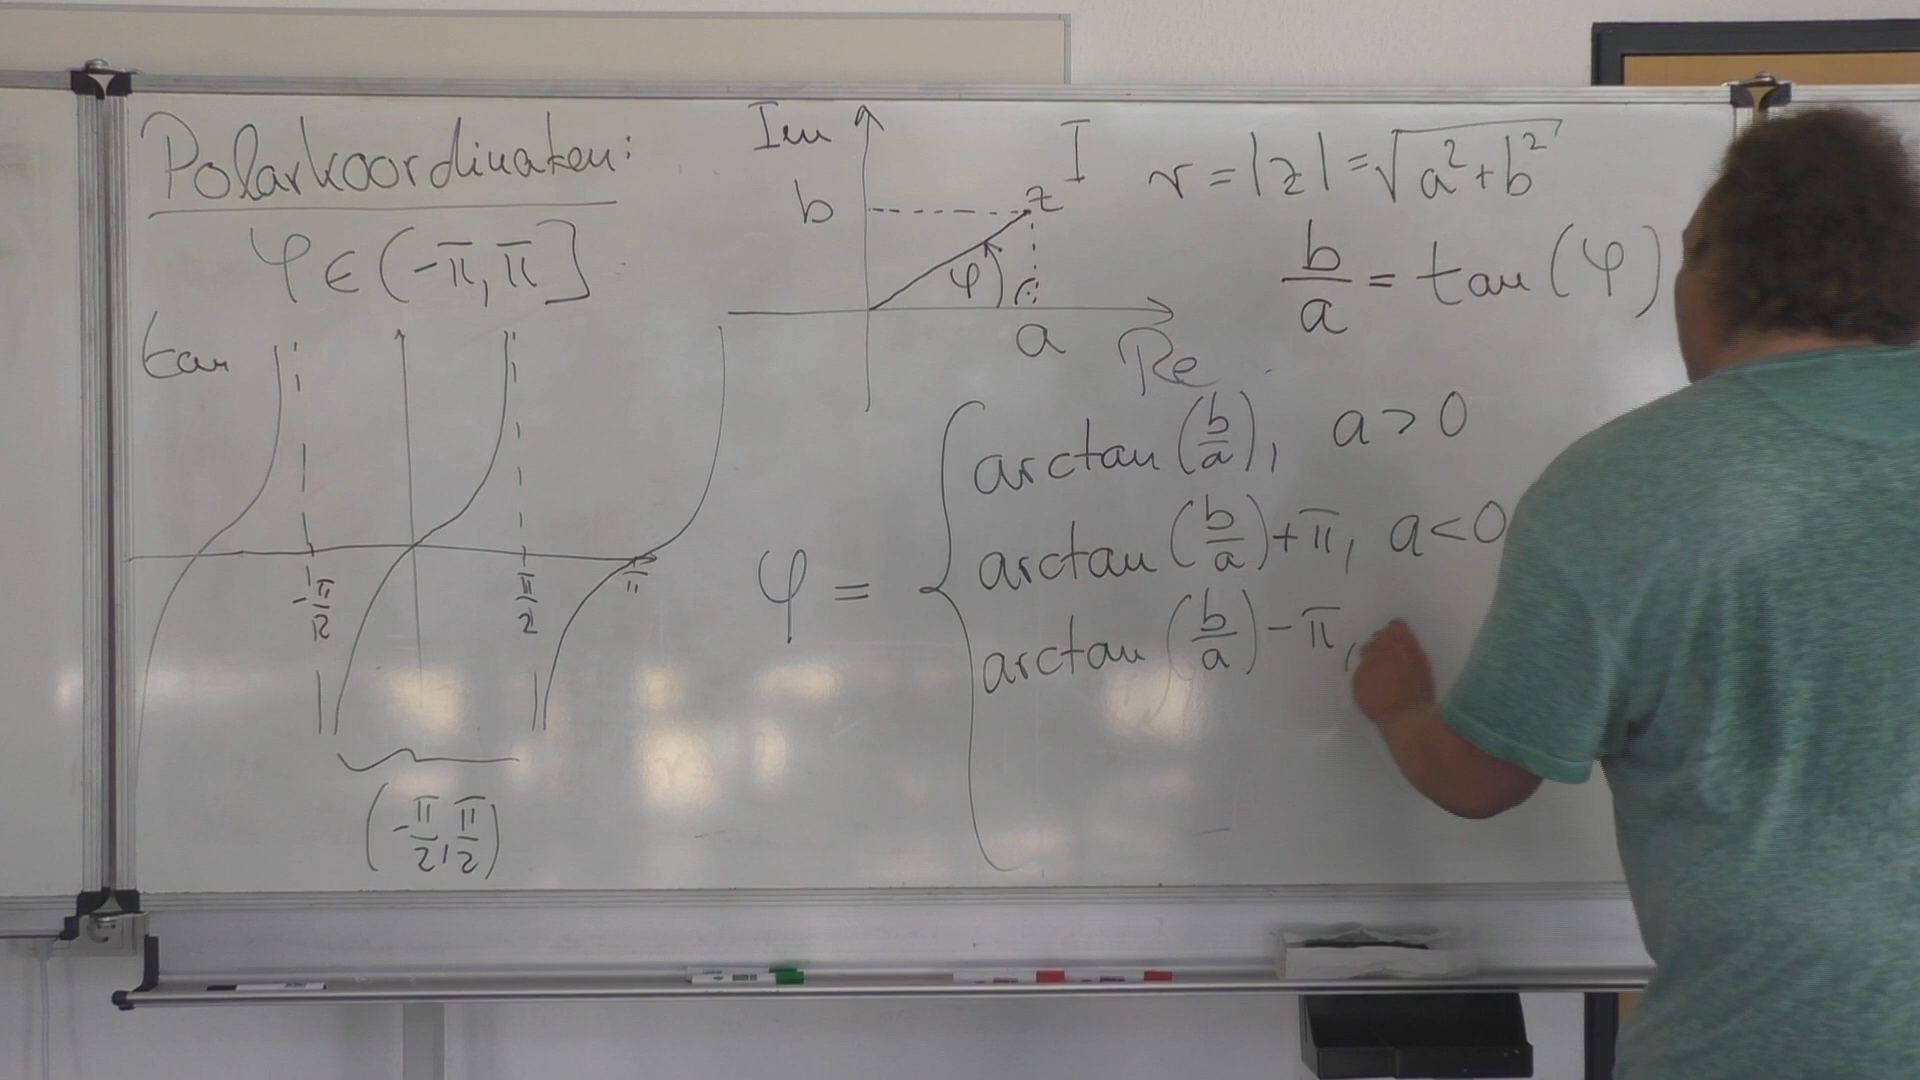 Polarkoordinaten:
φ ∈ (-π, π]
tan
-π/2
π/2
π
(-π/2, π/2)
Im
I
b
z
φ
a
Re
r = |z| = √(a² + b²)
b/a = tan(φ)
φ = {
arctan(b/a), a > 0
arctan(b/a) + π, a < 0
arctan(b/a) - π,